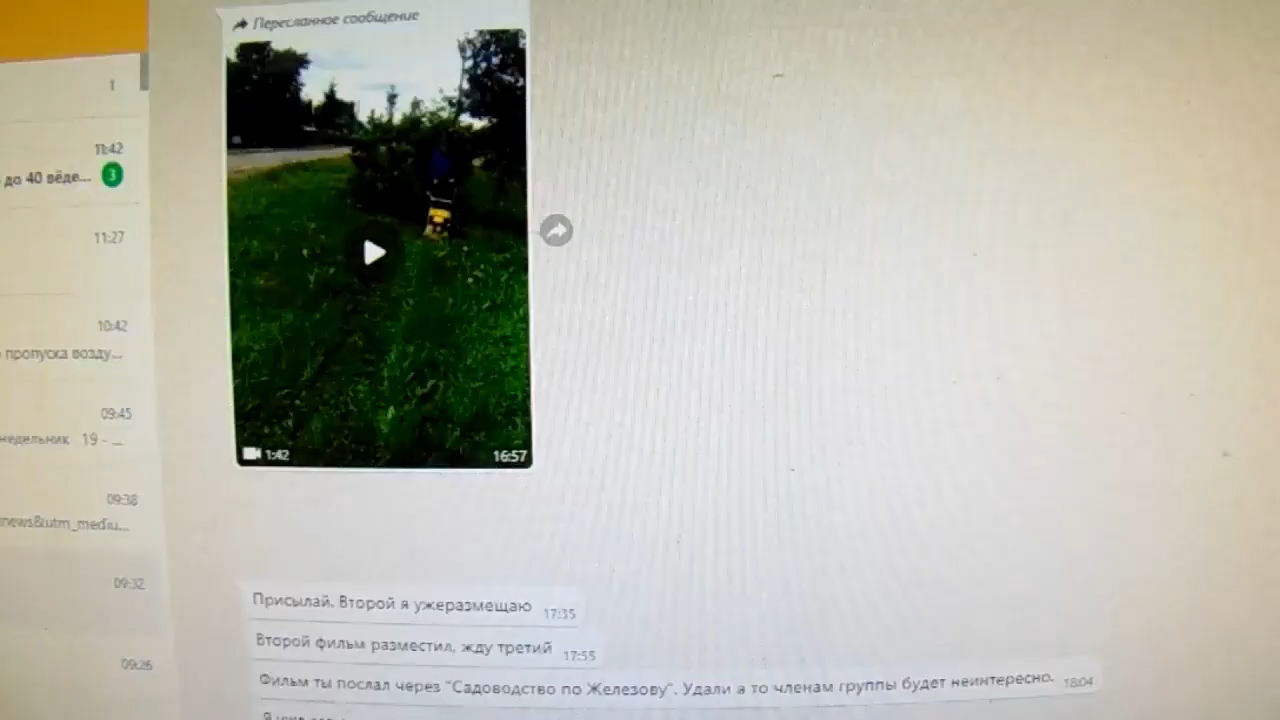 Пересланное сообщение
1:42
16:57
1
11:42
до 40 вёде...
3
11:27
10:42
пропуска возду...
09:45
недельник 19 - ...
09:38
news&utm_mediu...
09:32
09:26
Присылай. Второй я ужеразмещаю 17:35
Второй фильм разместил, жду третий 17:55
Фильм ты послал через "Садоводство по Железову". Удали а то членам группы будет неинтересно. 18:04